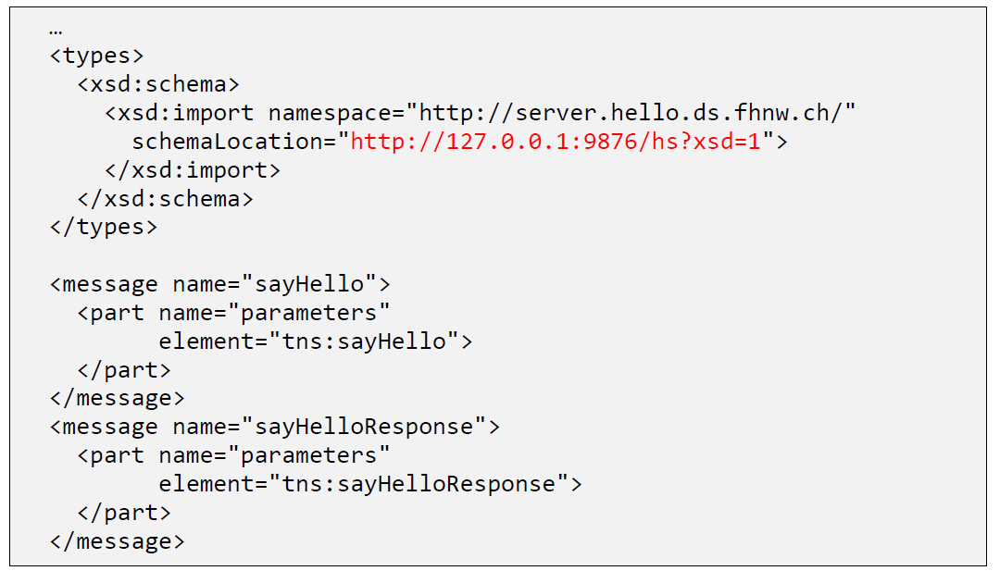 …
<types>
  <xsd:schema>
    <xsd:import namespace="http://server.hello.ds.fhnw.ch/"
      schemaLocation="http://127.0.0.1:9876/hs?xsd=1">
    </xsd:import>
  </xsd:schema>
</types>

<message name="sayHello">
  <part name="parameters"
        element="tns:sayHello">
  </part>
</message>
<message name="sayHelloResponse">
  <part name="parameters"
        element="tns:sayHelloResponse">
  </part>
</message>